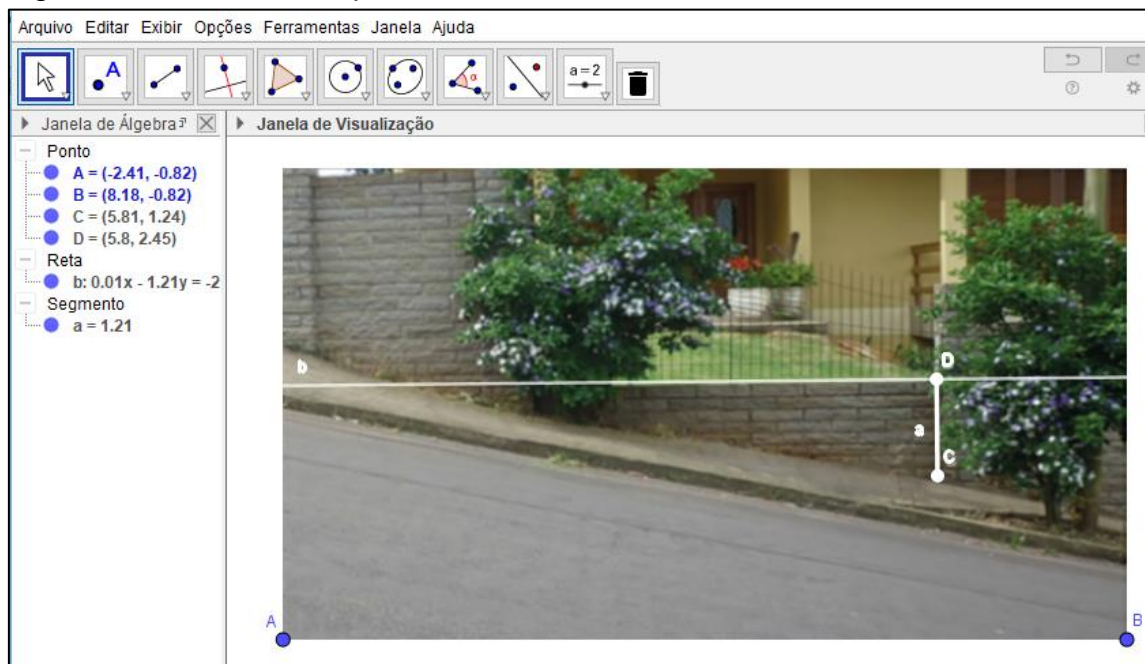 Arquivo Editar Exibir Opções Ferramentas Janela Ajuda
A
α
a=2
Janela de Álgebra
Janela de Visualização
Ponto
A = (-2.41, -0.82)
B = (8.18, -0.82)
C = (5.81, 1.24)
D = (5.8, 2.45)
Reta
b: 0.01x - 1.21y = -2
Segmento
a = 1.21
b
D
a
C
A
B